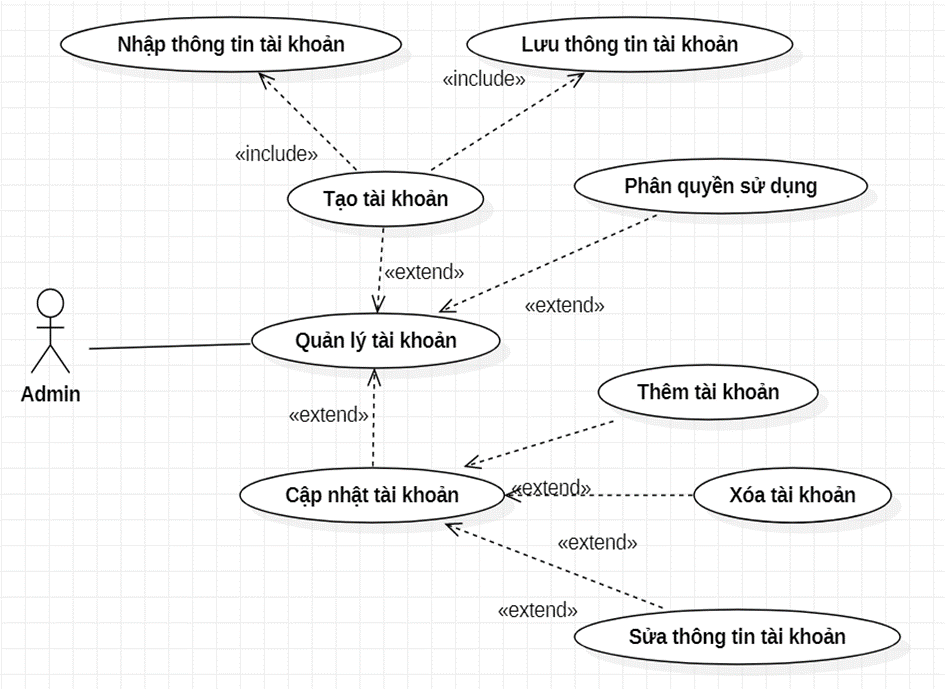 Nhập thông tin tài khoản
Lưu thông tin tài khoản
«include»
«include»
Tạo tài khoản
Phân quyền sử dụng
«extend»
«extend»
Quản lý tài khoản
Admin
Thêm tài khoản
«extend»
«extend»
Cập nhật tài khoản
Xóa tài khoản
«extend»
«extend»
Sửa thông tin tài khoản